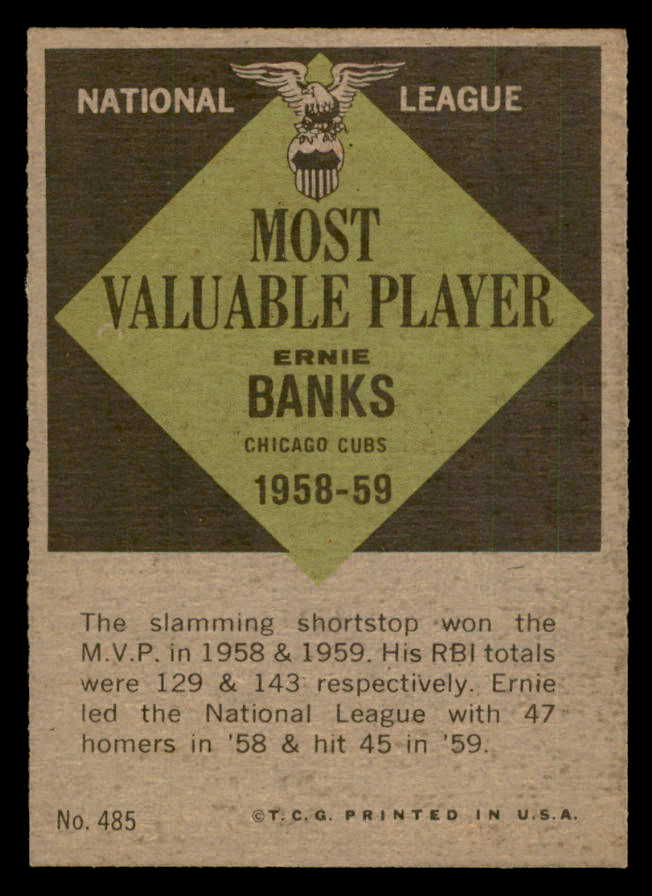 NATIONAL LEAGUE
MOST
VALUABLE PLAYER
ERNIE
BANKS
CHICAGO CUBS
1958-59
The slamming shortstop won the
M.V.P. in 1958 & 1959. His RBI totals
were 129 & 143 respectively. Ernie
led the National League with 47
homers in '58 & hit 45 in '59.
No. 485 ©T.C.G. PRINTED IN U.S.A.